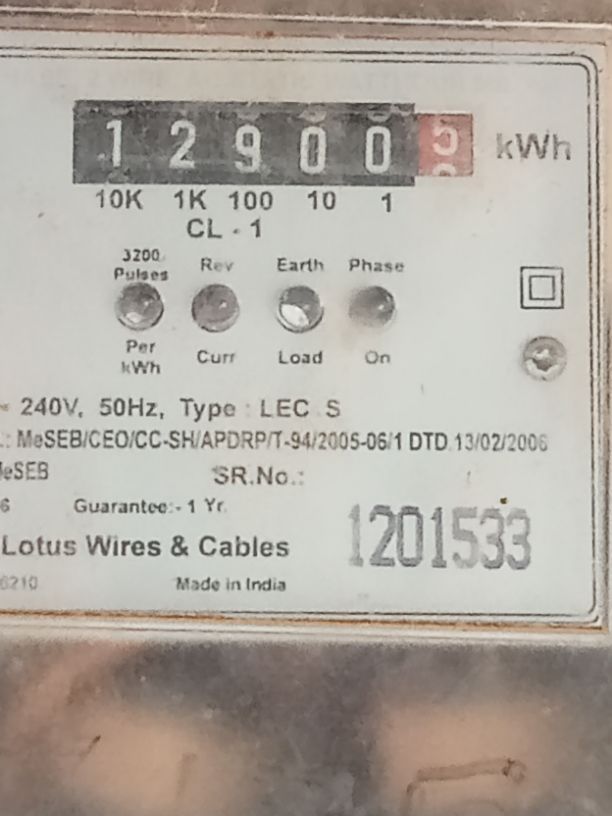 1 2 9 0 0 5 kWh
10K 1K 100 10 1
CL - 1
3200 Pulses Per kWh
Rev Curr
Earth Load
Phase On
240V, 50Hz, Type : LEC S
.: MeSEB/CEO/CC-SH/APDRP/T-94/2005-06/1 DTD.13/02/2006
MeSEB SR.No.:
6 Guarantee:- 1 Yr.
1201533
Lotus Wires & Cables
6210 Made in India